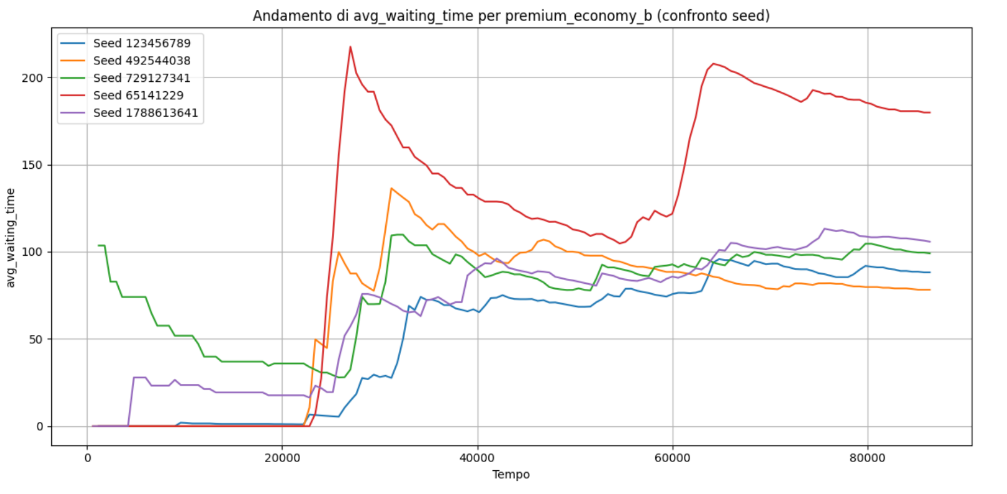 Andamento di avg_waiting_time per premium_economy_b (confronto seed)
Seed 123456789
Seed 492544038
Seed 729127341
Seed 65141229
Seed 1788613641
avg_waiting_time
200
150
100
50
0
0 20000 40000 60000 80000
Tempo